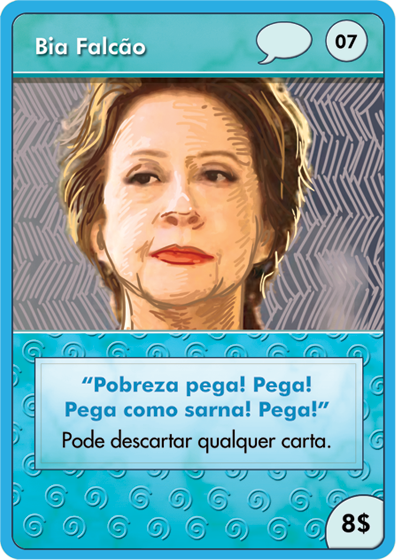 Bia Falcão
07
“Pobreza pega! Pega!
Pega como sarna! Pega!”
Pode descartar qualquer carta.
8$